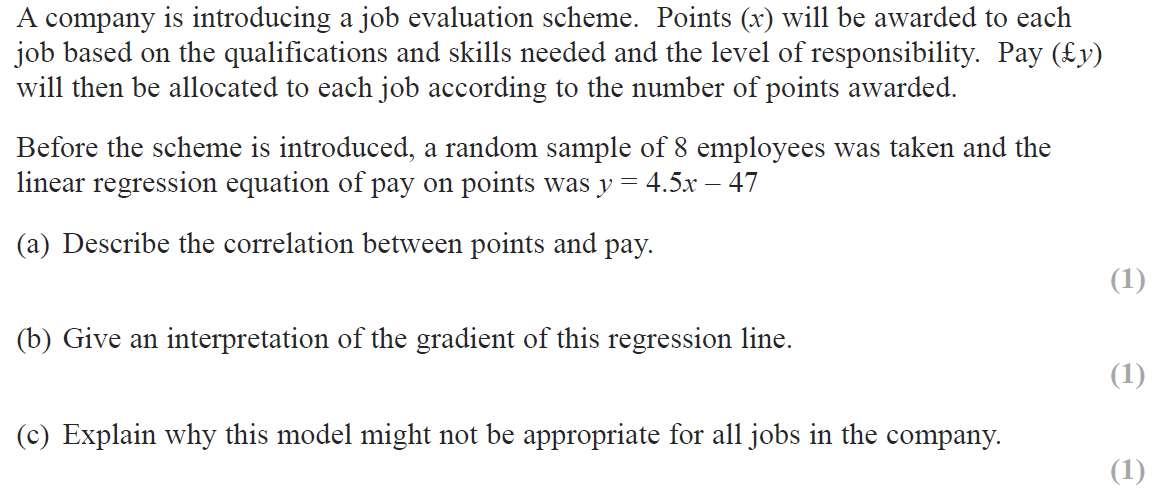 A company is introducing a job evaluation scheme. Points (x) will be awarded to each
job based on the qualifications and skills needed and the level of responsibility. Pay (£y)
will then be allocated to each job according to the number of points awarded.
Before the scheme is introduced, a random sample of 8 employees was taken and the
linear regression equation of pay on points was y = 4.5x – 47
(a) Describe the correlation between points and pay.
(1)
(b) Give an interpretation of the gradient of this regression line.
(1)
(c) Explain why this model might not be appropriate for all jobs in the company.
(1)